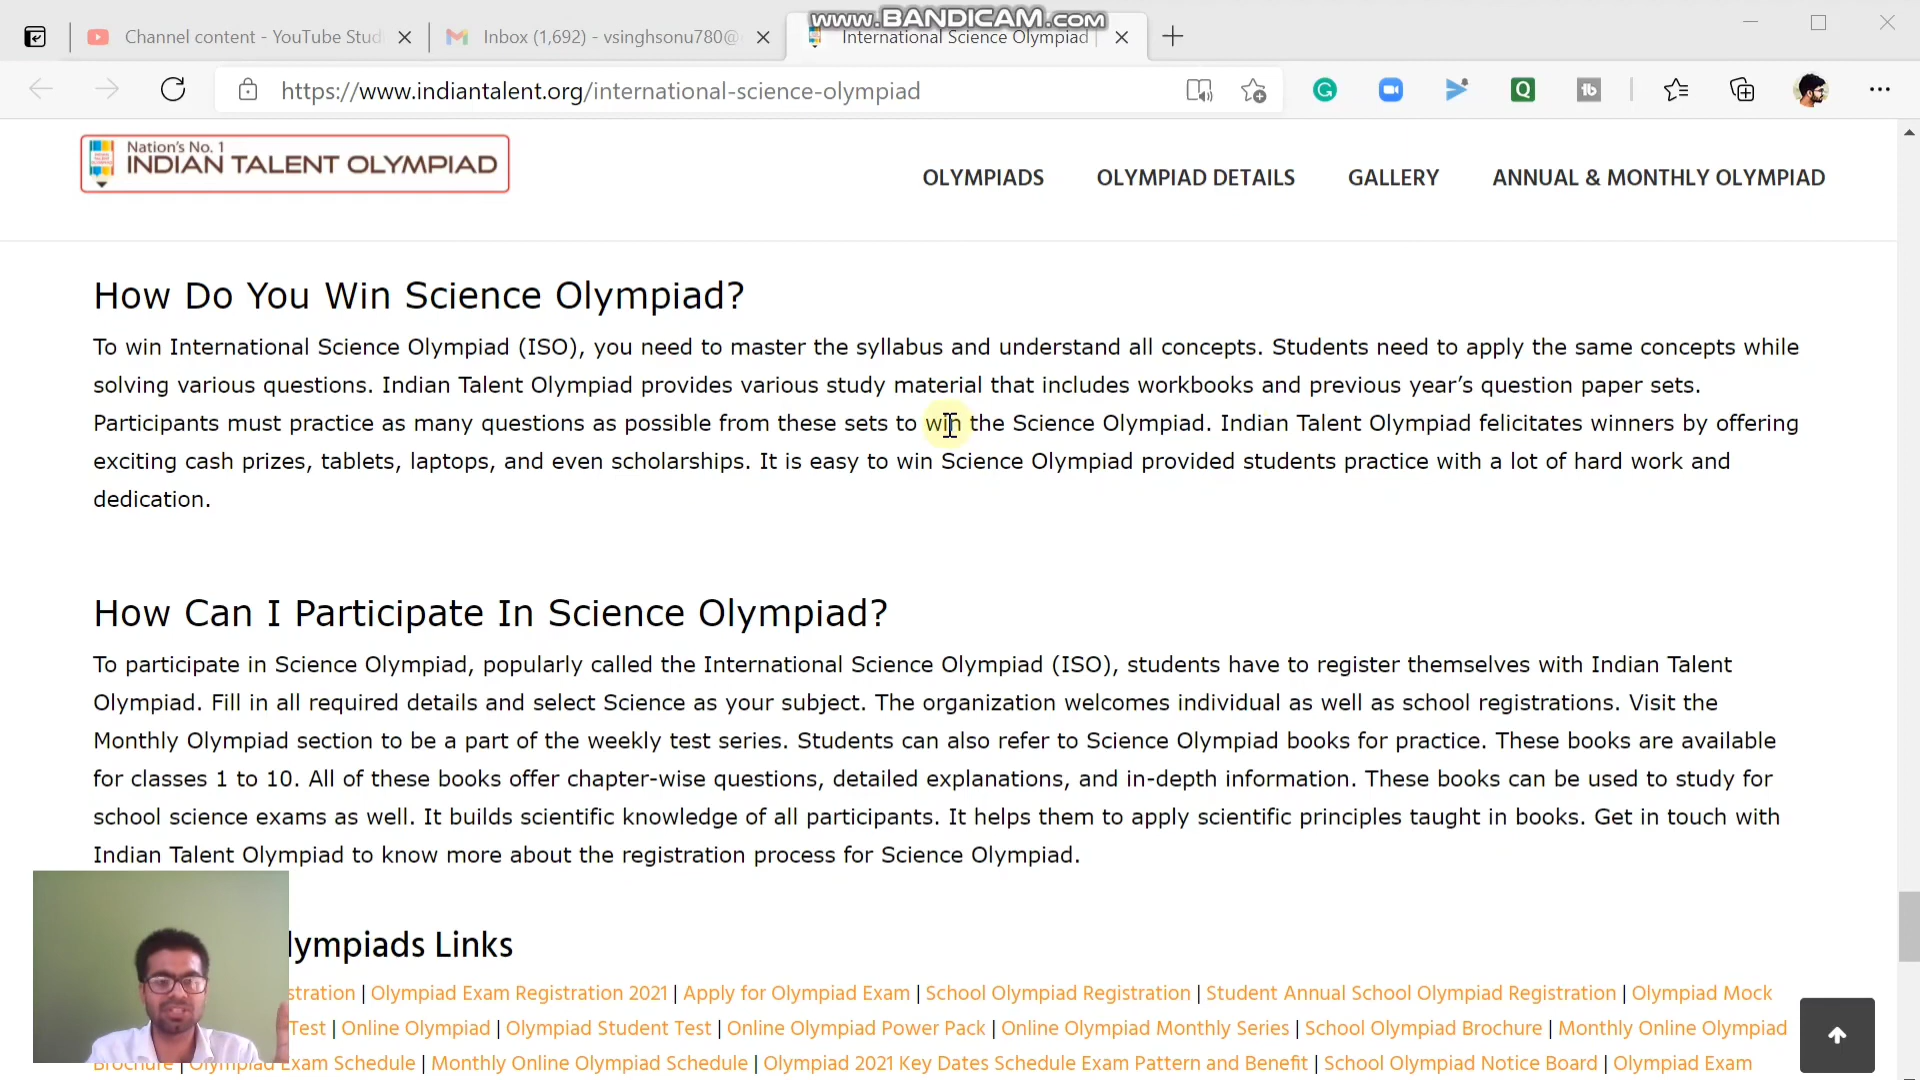 www.BANDICAM.com
Channel content - YouTube Stud
Inbox (1,692) - vsinghsonu780@
International Science Olympiad
https://www.indiantalent.org/international-science-olympiad
Nation's No. 1
INDIAN TALENT OLYMPIAD
OLYMPIADS
OLYMPIAD DETAILS
GALLERY
ANNUAL & MONTHLY OLYMPIAD
How Do You Win Science Olympiad?
To win International Science Olympiad (ISO), you need to master the syllabus and understand all concepts. Students need to apply the same concepts while
solving various questions. Indian Talent Olympiad provides various study material that includes workbooks and previous year’s question paper sets.
Participants must practice as many questions as possible from these sets to win the Science Olympiad. Indian Talent Olympiad felicitates winners by offering
exciting cash prizes, tablets, laptops, and even scholarships. It is easy to win Science Olympiad provided students practice with a lot of hard work and
dedication.
How Can I Participate In Science Olympiad?
To participate in Science Olympiad, popularly called the International Science Olympiad (ISO), students have to register themselves with Indian Talent
Olympiad. Fill in all required details and select Science as your subject. The organization welcomes individual as well as school registrations. Visit the
Monthly Olympiad section to be a part of the weekly test series. Students can also refer to Science Olympiad books for practice. These books are available
for classes 1 to 10. All of these books offer chapter-wise questions, detailed explanations, and in-depth information. These books can be used to study for
school science exams as well. It builds scientific knowledge of all participants. It helps them to apply scientific principles taught in books. Get in touch with
Indian Talent Olympiad to know more about the registration process for Science Olympiad.
lympiads Links
stration | Olympiad Exam Registration 2021 | Apply for Olympiad Exam | School Olympiad Registration | Student Annual School Olympiad Registration | Olympiad Mock
Test | Online Olympiad | Olympiad Student Test | Online Olympiad Power Pack | Online Olympiad Monthly Series | School Olympiad Brochure | Monthly Online Olympiad
Brochure | Olympiad Exam Schedule | Monthly Online Olympiad Schedule | Olympiad 2021 Key Dates Schedule Exam Pattern and Benefit | School Olympiad Notice Board | Olympiad Exam